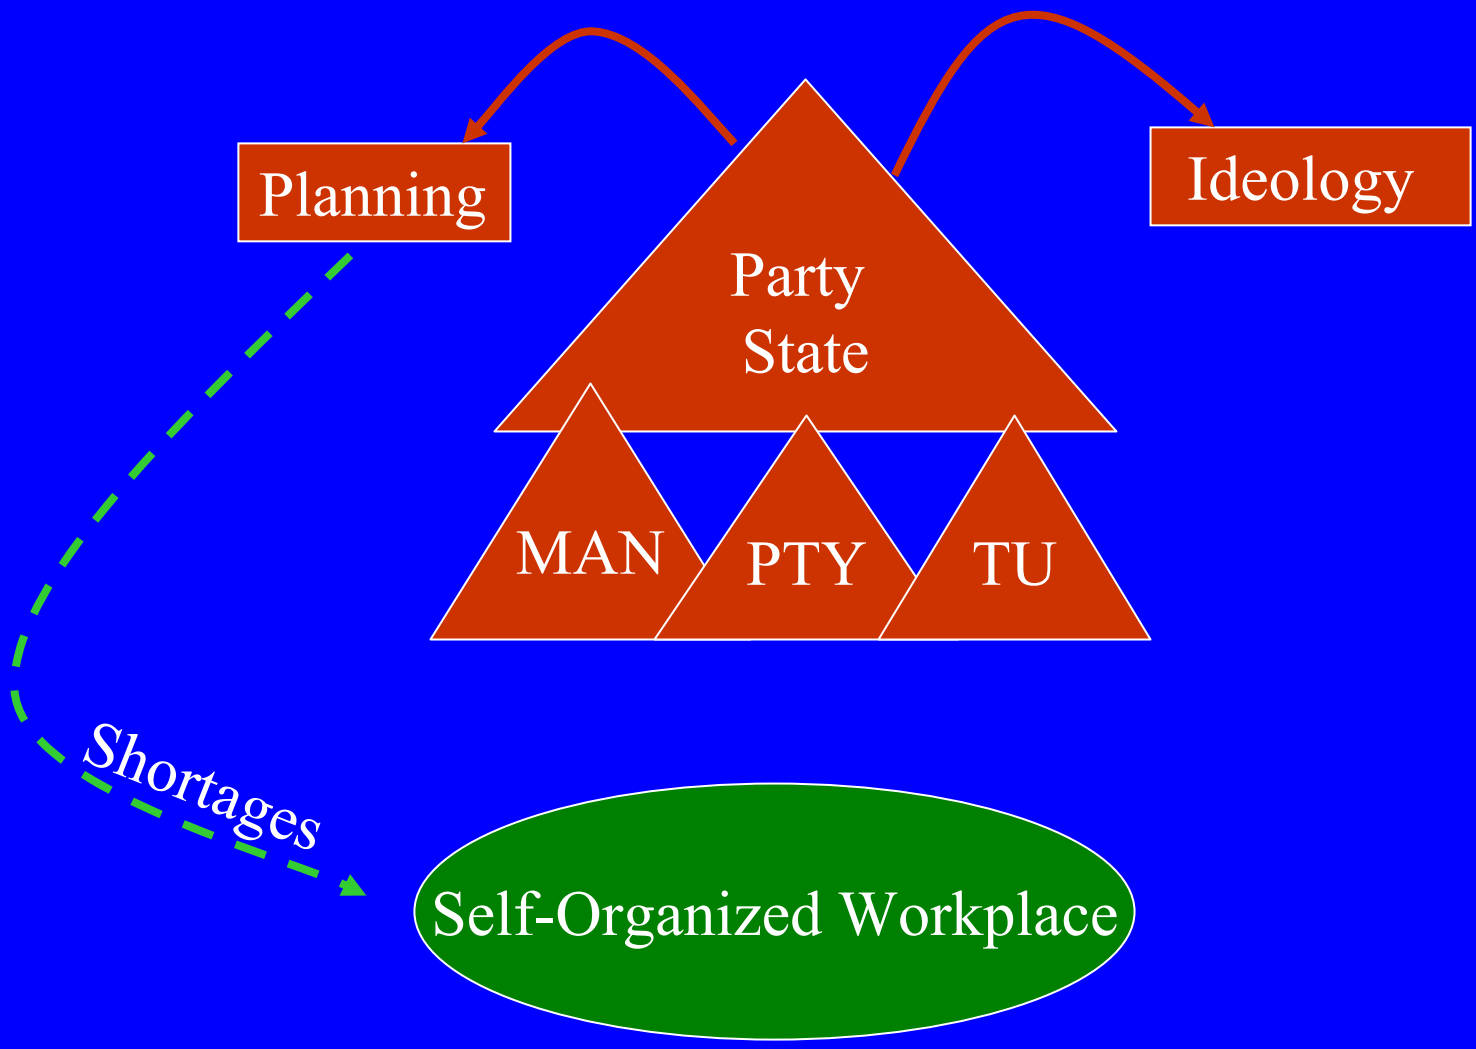 Planning
Ideology
Party
State
MAN
PTY
TU
Shortages
Self-Organized Workplace